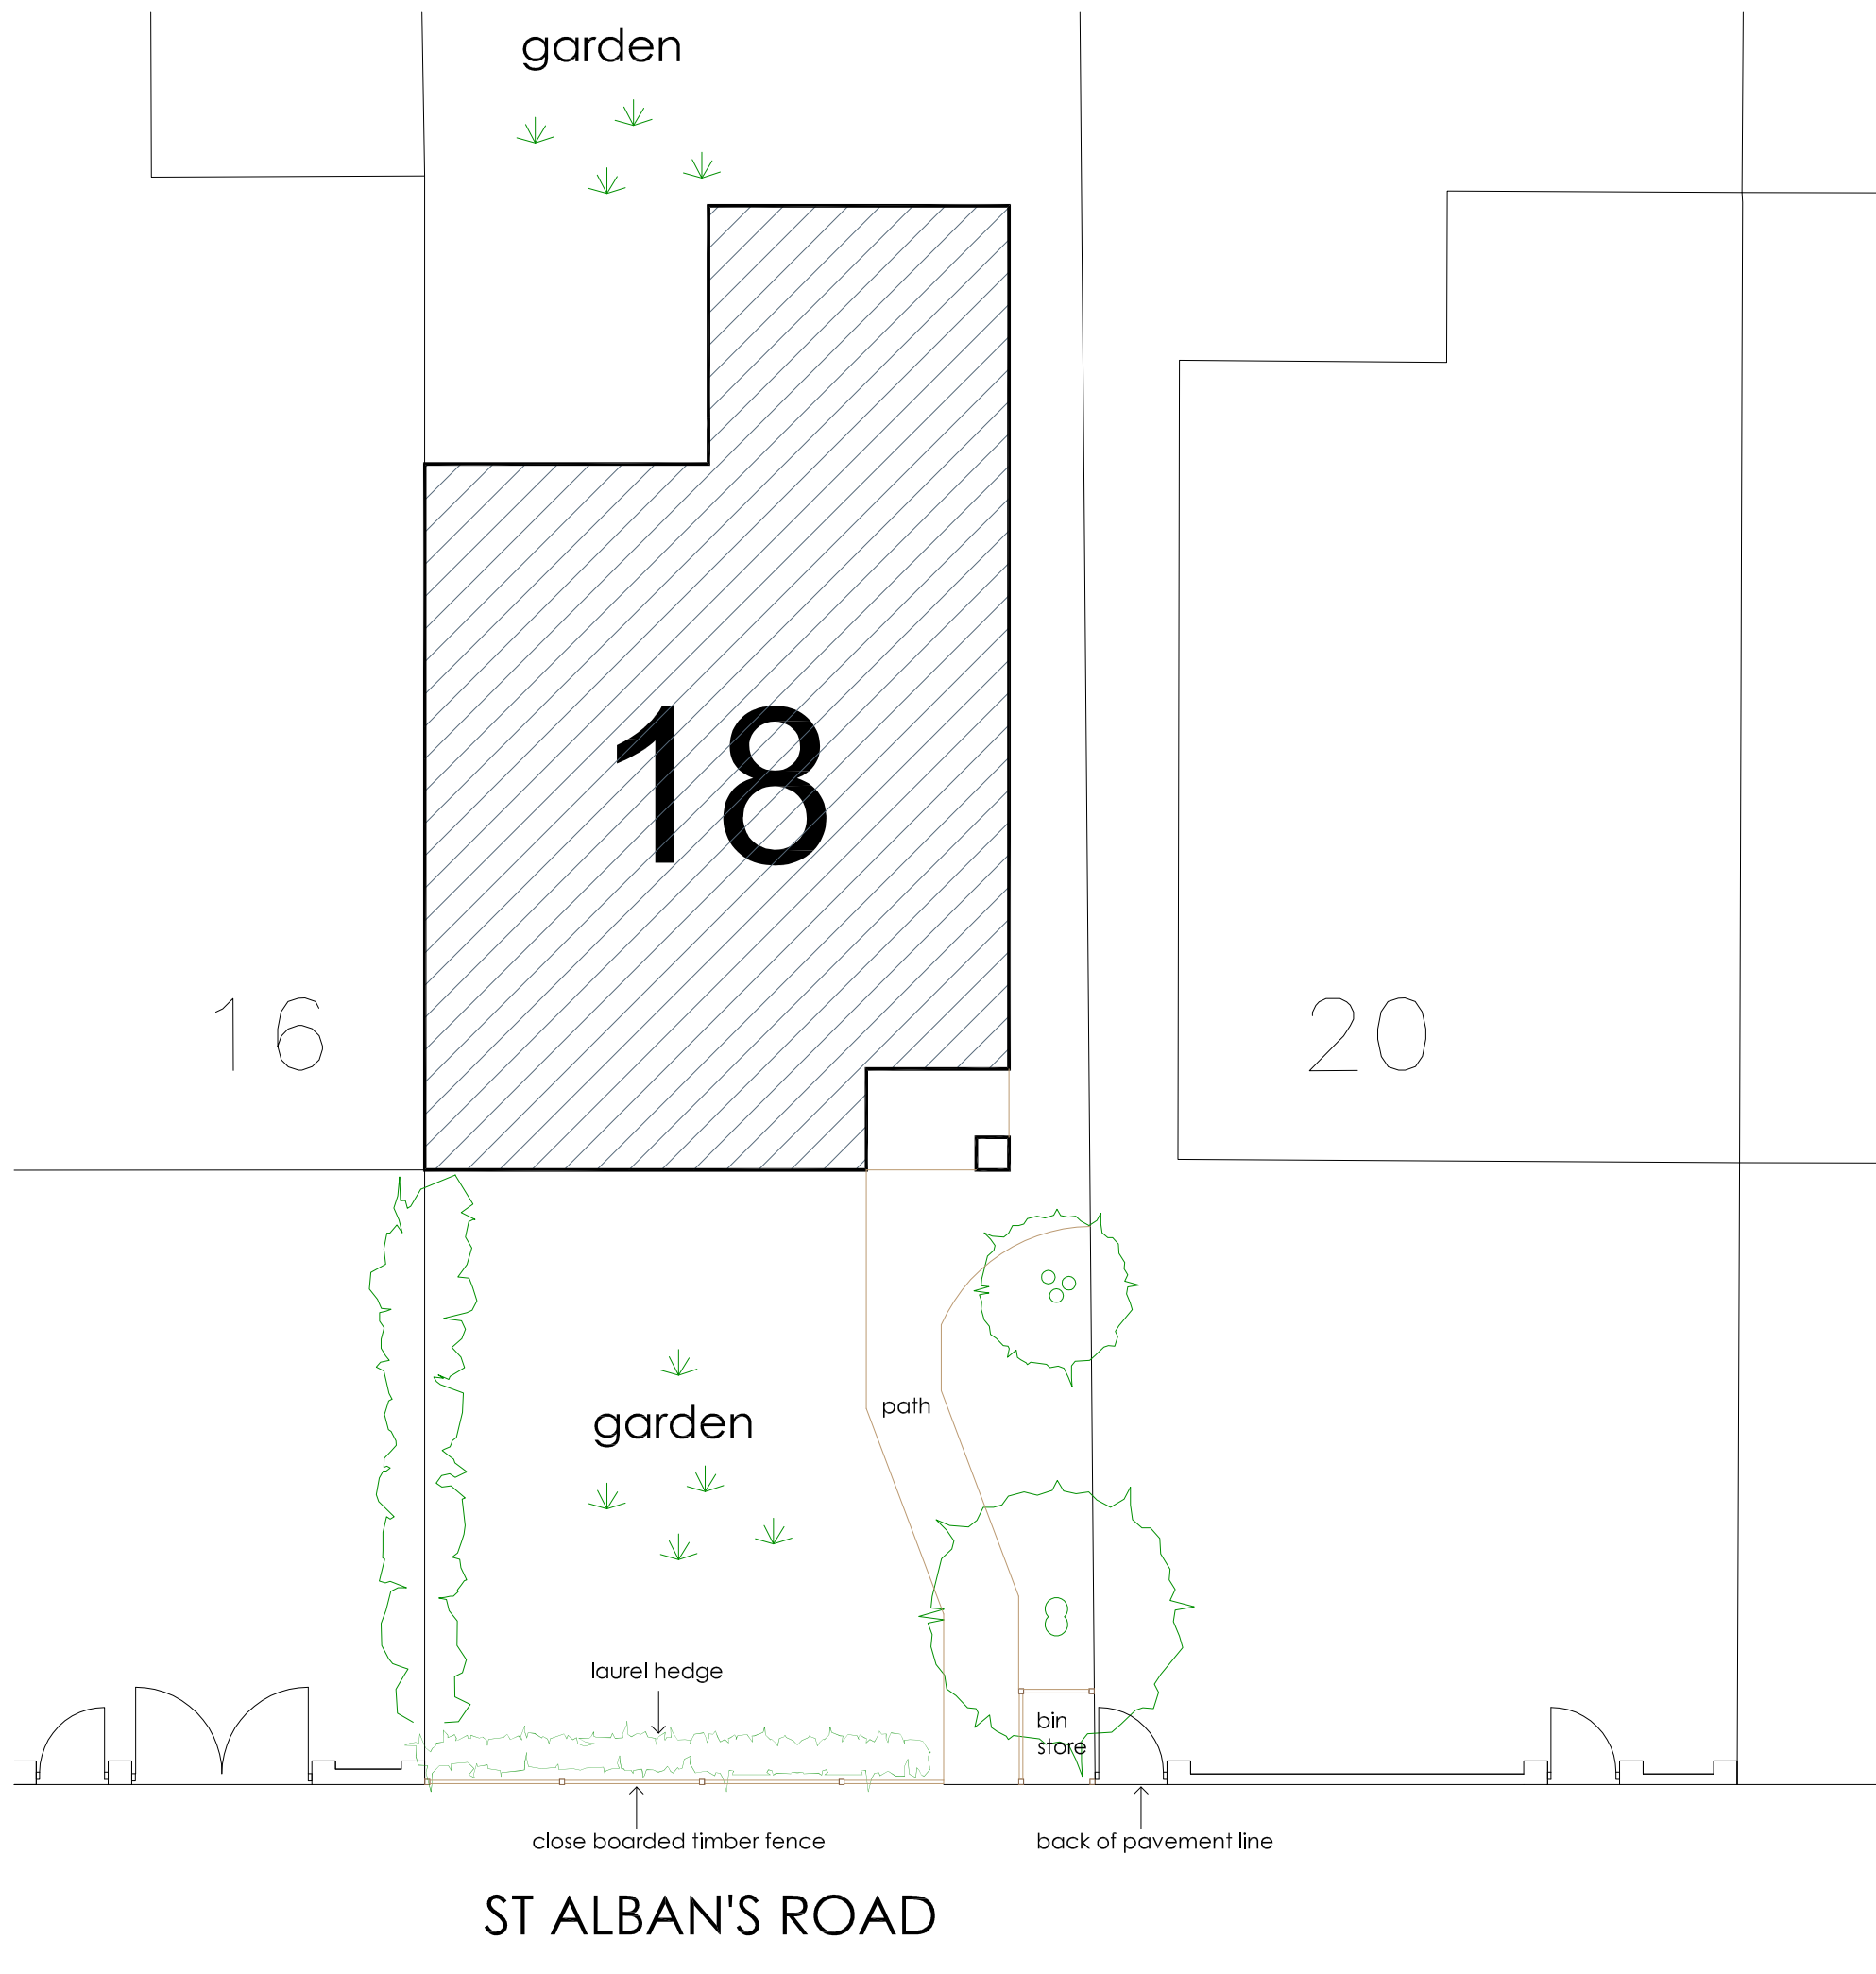 garden
18
16
20
path
garden
laurel hedge
bin
store
close boarded timber fence
back of pavement line
ST ALBAN'S ROAD